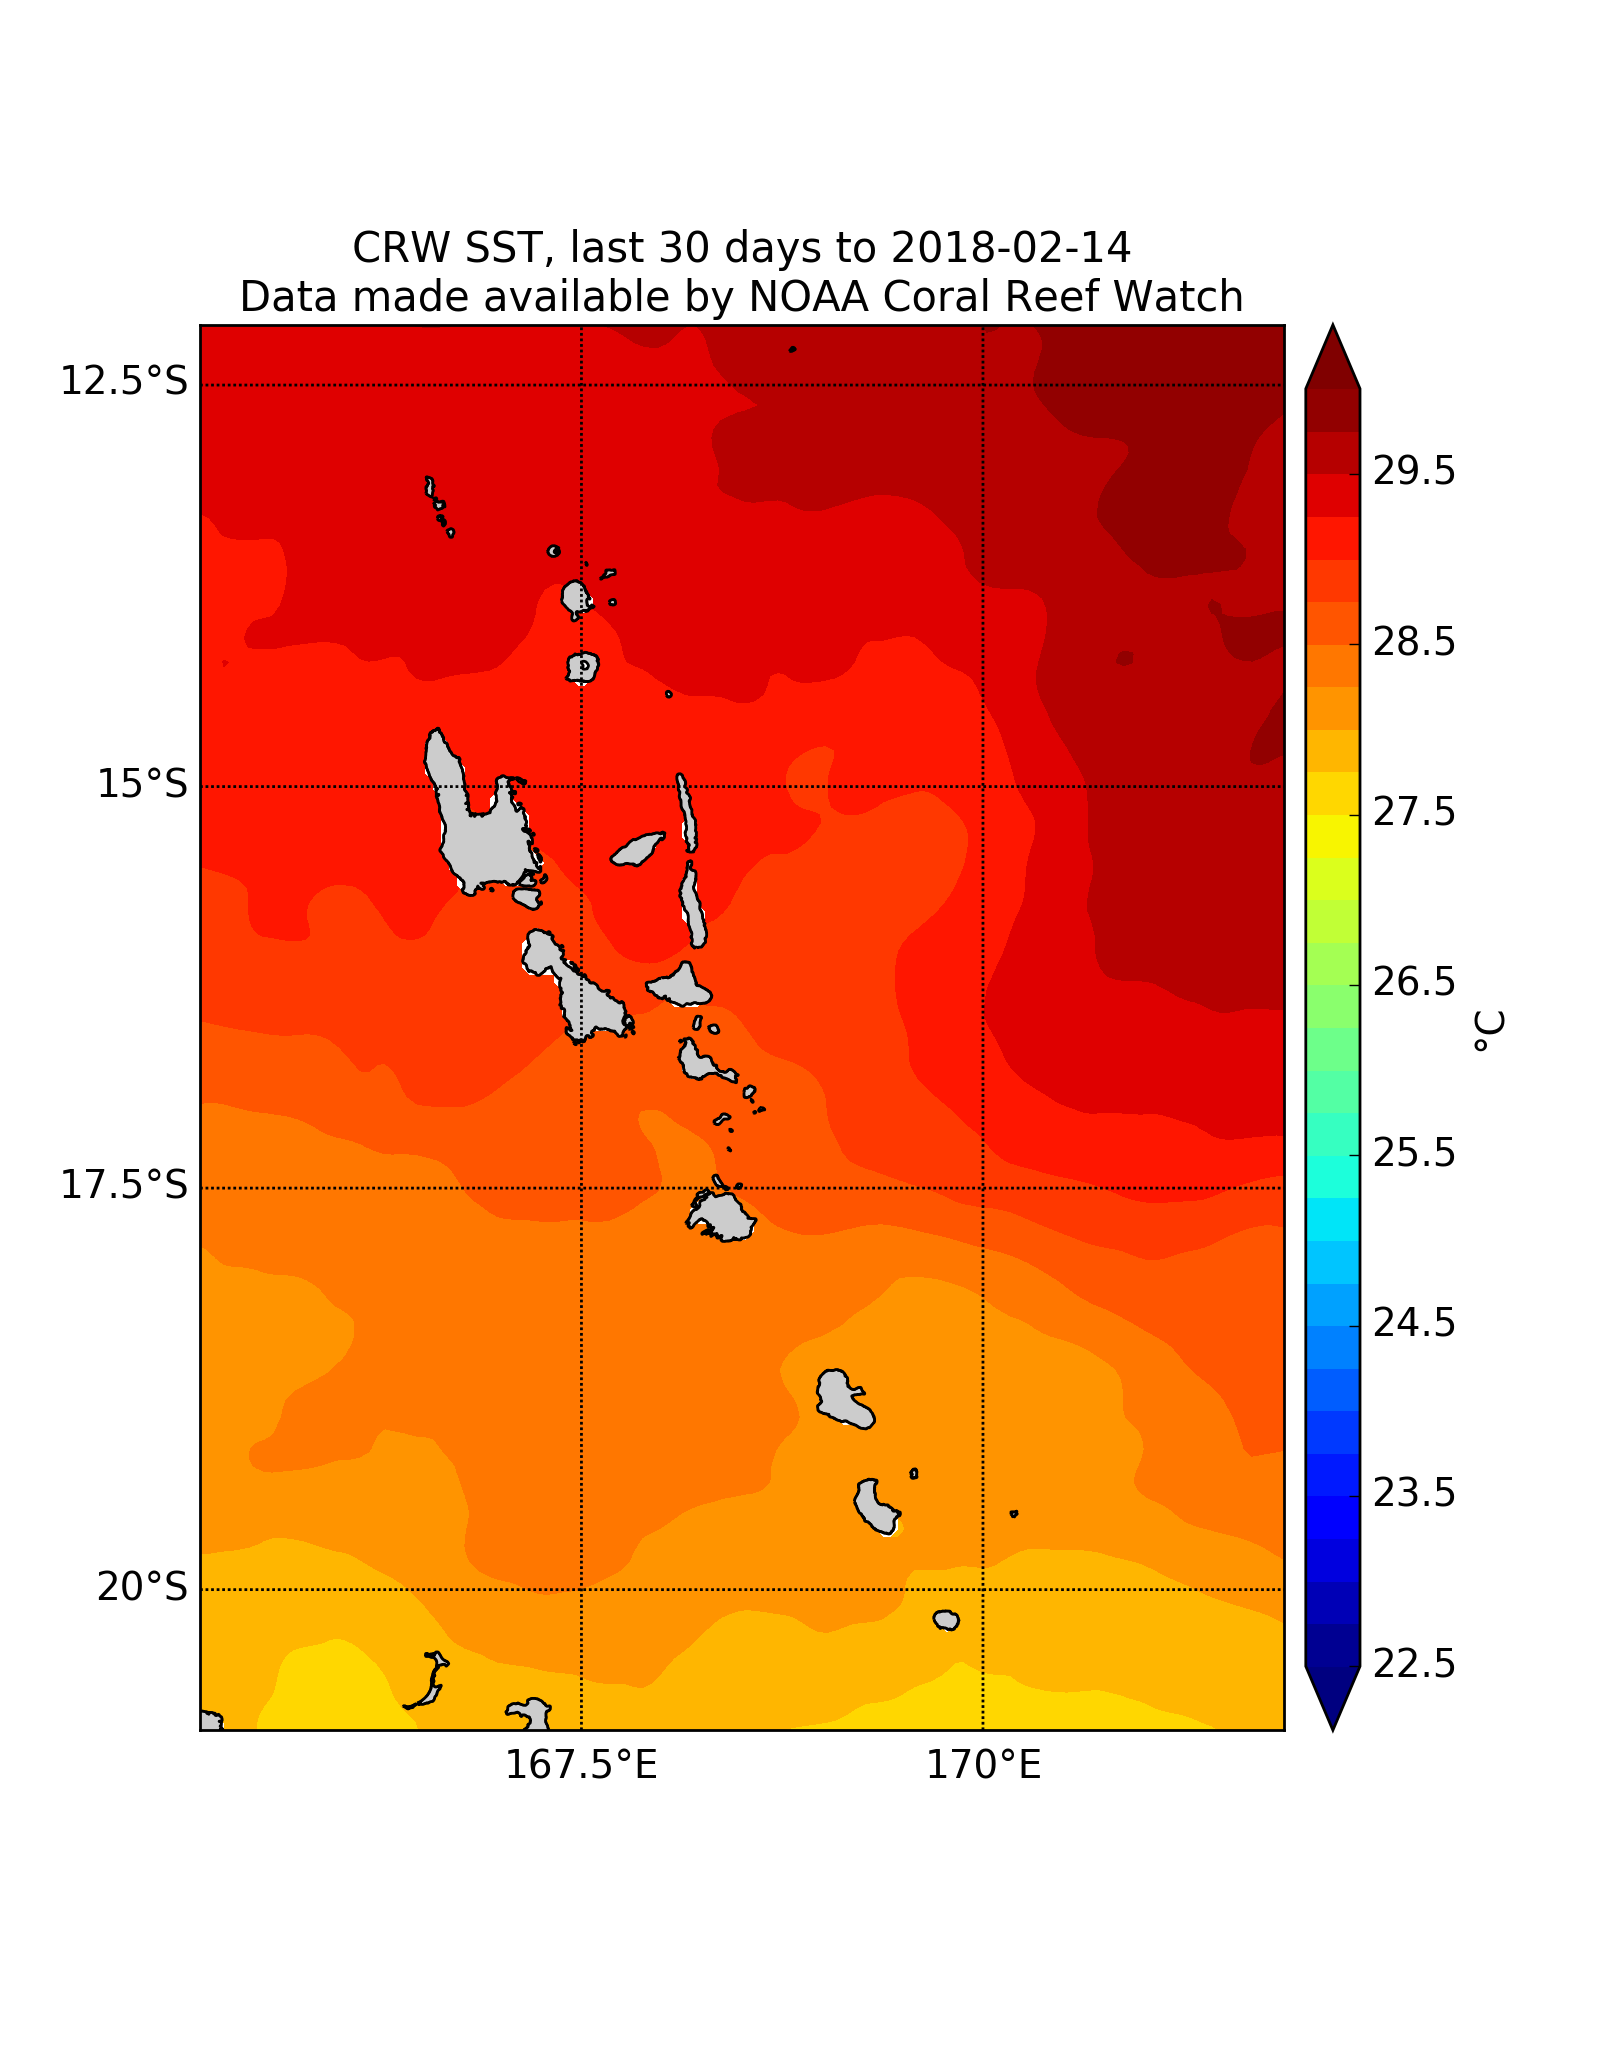 CRW SST, last 30 days to 2018-02-14
Data made available by NOAA Coral Reef Watch
12.5°S
15°S
17.5°S
20°S
167.5°E
170°E
29.5
28.5
27.5
26.5
25.5
24.5
23.5
22.5
°C